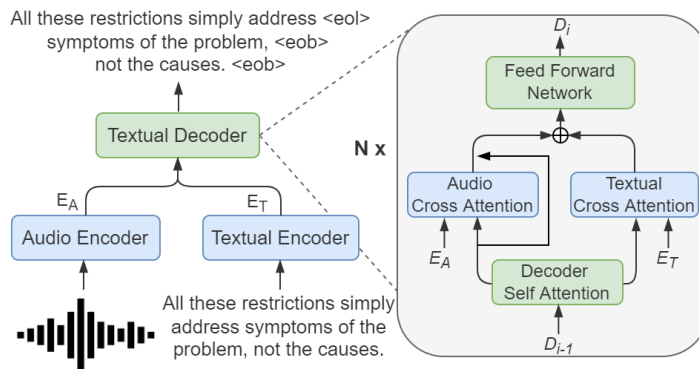 All these restrictions simply address <eol>
symptoms of the problem, <eob>
not the causes. <eob>
Textual Decoder
E_A
E_T
Audio Encoder
Textual Encoder
All these restrictions simply
address symptoms of the
problem, not the causes.
N x
D_i
Feed Forward
Network
Audio
Cross Attention
Textual
Cross Attention
E_A
E_T
Decoder
Self Attention
D_i-1